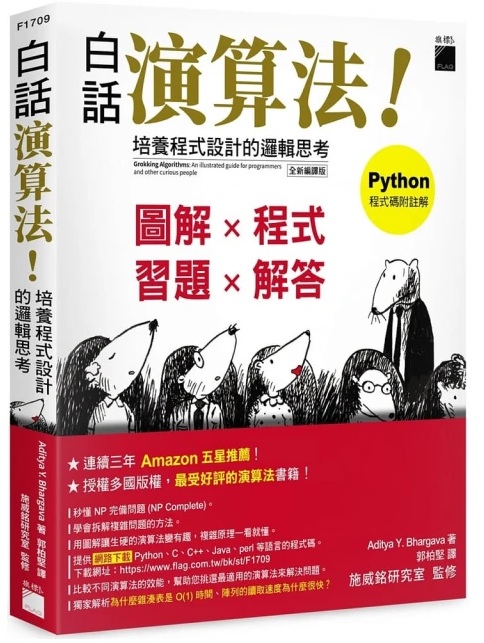 F1709
白話演算法！
培養程式設計的邏輯思考
Aditya Y. Bhargava 著 郭柏堅 譯
施威銘研究室 監修
旗標
FLAG
白話演算法！
培養程式設計的邏輯思考
Grokking Algorithms: An illustrated guide for programmers
and other curious people
全新編譯版
Python
程式碼附註解
圖解 × 程式
習題 × 解答
★ 連續三年 Amazon 五星推薦！
★ 授權多國版權，最受好評的演算法書籍！
秒懂 NP 完備問題 (NP Complete)。
學會拆解複雜問題的方法。
用圖解讓生硬的演算法變有趣，複雜原理一看就懂。
提供 網路下載 Python、C、C++、Java、perl 等語言的程式碼。
下載網址：https://www.flag.com.tw/bk/st/F1709
比較不同演算法的效能，幫助您挑選最適用的演算法來解決問題。
獨家解析為什麼雜湊表是 O(1) 時間、陣列的讀取速度為什麼很快？
Aditya Y. Bhargava 著
郭柏堅 譯
施威銘研究室 監修